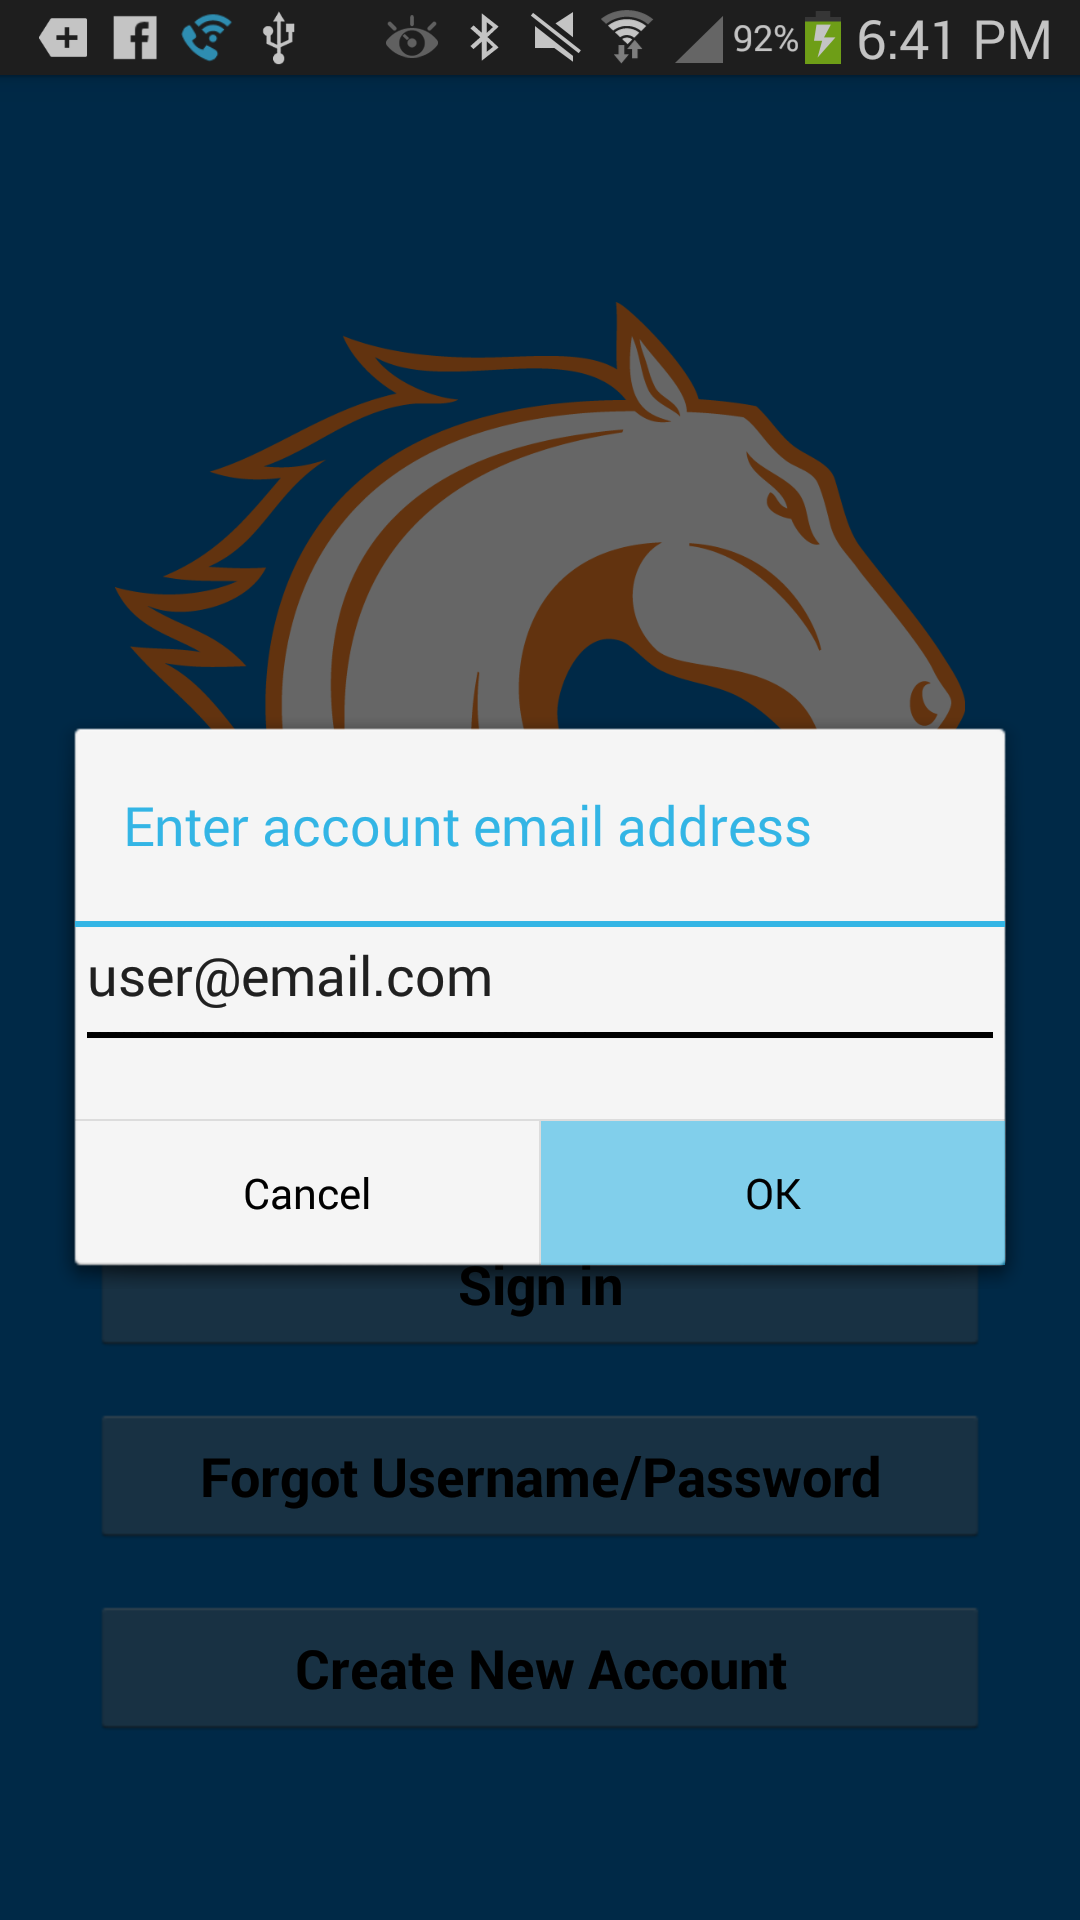 92% 6:41 PM
Enter account email address
user@email.com
Cancel OK
Sign in
Forgot Username/Password
Create New Account